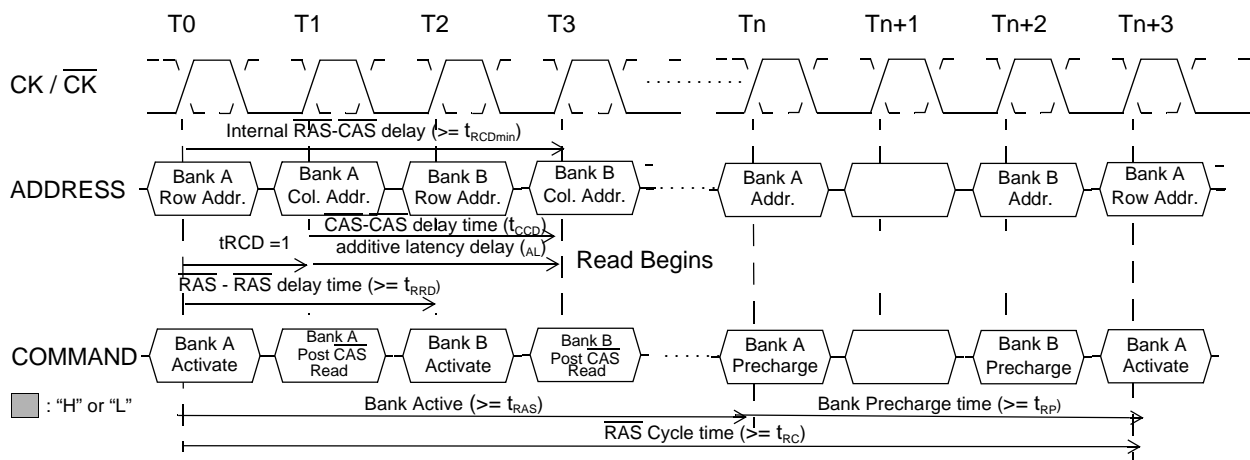 T0 T1 T2 T3 Tn Tn+1 Tn+2 Tn+3
CK / CK
Internal RAS-CAS delay (>= tRCDmin)
ADDRESS
Bank A Row Addr.
Bank A Col. Addr.
Bank B Row Addr.
Bank B Col. Addr.
Bank A Addr.
Bank B Addr.
Bank A Row Addr.
CAS-CAS delay time (tCCD)
tRCD =1
additive latency delay (AL)
Read Begins
RAS - RAS delay time (>= tRRD)
COMMAND
Bank A Activate
Bank A Post CAS Read
Bank B Activate
Bank B Post CAS Read
Bank A Precharge
Bank B Precharge
Bank A Activate
: “H” or “L”
Bank Active (>= tRAS)
Bank Precharge time (>= tRP)
RAS Cycle time (>= tRC)